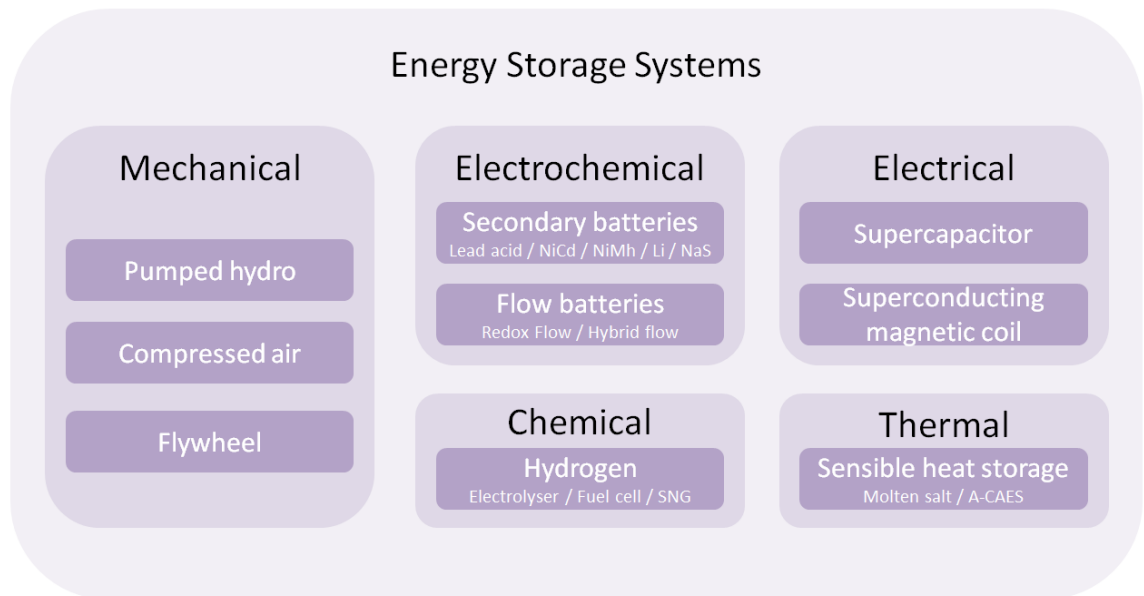 Energy Storage Systems
Mechanical
Pumped hydro
Compressed air
Flywheel
Electrochemical
Secondary batteries
Lead acid / NiCd / NiMh / Li / NaS
Flow batteries
Redox Flow / Hybrid flow
Electrical
Supercapacitor
Superconducting
magnetic coil
Chemical
Hydrogen
Electrolyser / Fuel cell / SNG
Thermal
Sensible heat storage
Molten salt / A-CAES